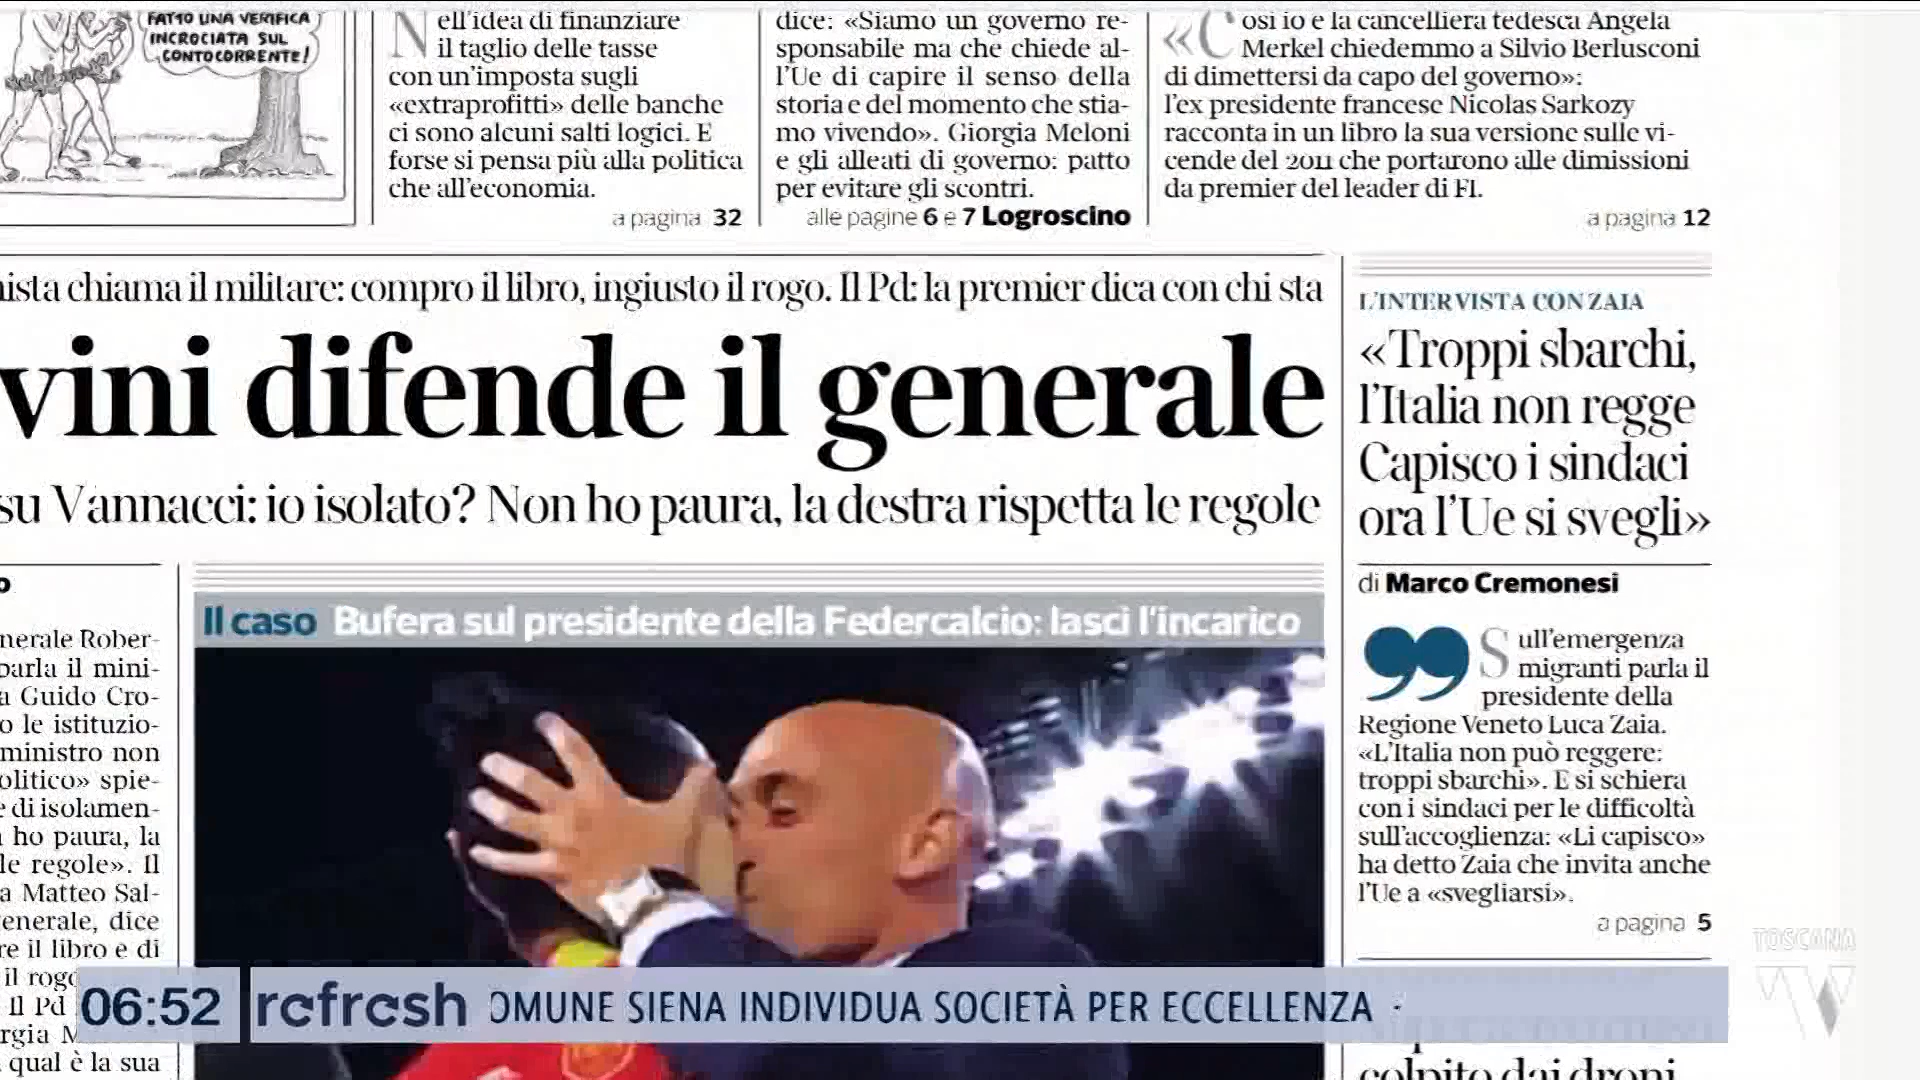 FATTO UNA VERIFICA
INCROCIATA SUL
CONTOCORRENTE!
Nell'idea di finanziare
il taglio delle tasse
con un'imposta sugli
«extraprofitti» delle banche
ci sono alcuni salti logici. E
forse si pensa più alla politica
che all'economia.
a pagina 32
dice: «Siamo un governo re-
sponsabile ma che chiede al-
l'Ue di capire il senso della
storia e del momento che stia-
mo vivendo». Giorgia Meloni
e gli alleati di governo: patto
per evitare gli scontri.
alle pagine 6 e 7 Logroscino
«Così io e la cancelliera tedesca Angela
Merkel chiedemmo a Silvio Berlusconi
di dimettersi da capo del governo»:
l'ex presidente francese Nicolas Sarkozy
racconta in un libro la sua versione sulle vi-
cende del 2011 che portarono alle dimissioni
da premier del leader di FI.
a pagina 12
ista chiama il militare: compro il libro, ingiusto il rogo. Il Pd: la premier dica con chi sta
vini difende il generale
su Vannacci: io isolato? Non ho paura, la destra rispetta le regole
o
nerale Rober-
parla il mini-
a Guido Cro-
o le istituzio-
ministro non
olitico» spie-
e di isolamen-
ho paura, la
le regole». Il
a Matteo Sal-
enerale, dice
re il libro e di
il rogo
Il Pd
rgia M
qual è la sua
Il caso Bufera sul presidente della Federcalcio: lasci l'incarico
L'INTERVISTA CON ZAIA
«Troppi sbarchi,
l'Italia non regge
Capisco i sindaci
ora l'Ue si svegli»
di Marco Cremonesi
Sull'emergenza
migranti parla il
presidente della
Regione Veneto Luca Zaia.
«L'Italia non può reggere:
troppi sbarchi». E si schiera
con i sindaci per le difficoltà
sull'accoglienza: «Li capisco»
ha detto Zaia che invita anche
l'Ue a «svegliarsi».
a pagina 5
colpito dai droni
TOSCANA
06:52 refresh OMUNE SIENA INDIVIDUA SOCIETÀ PER ECCELLENZA -